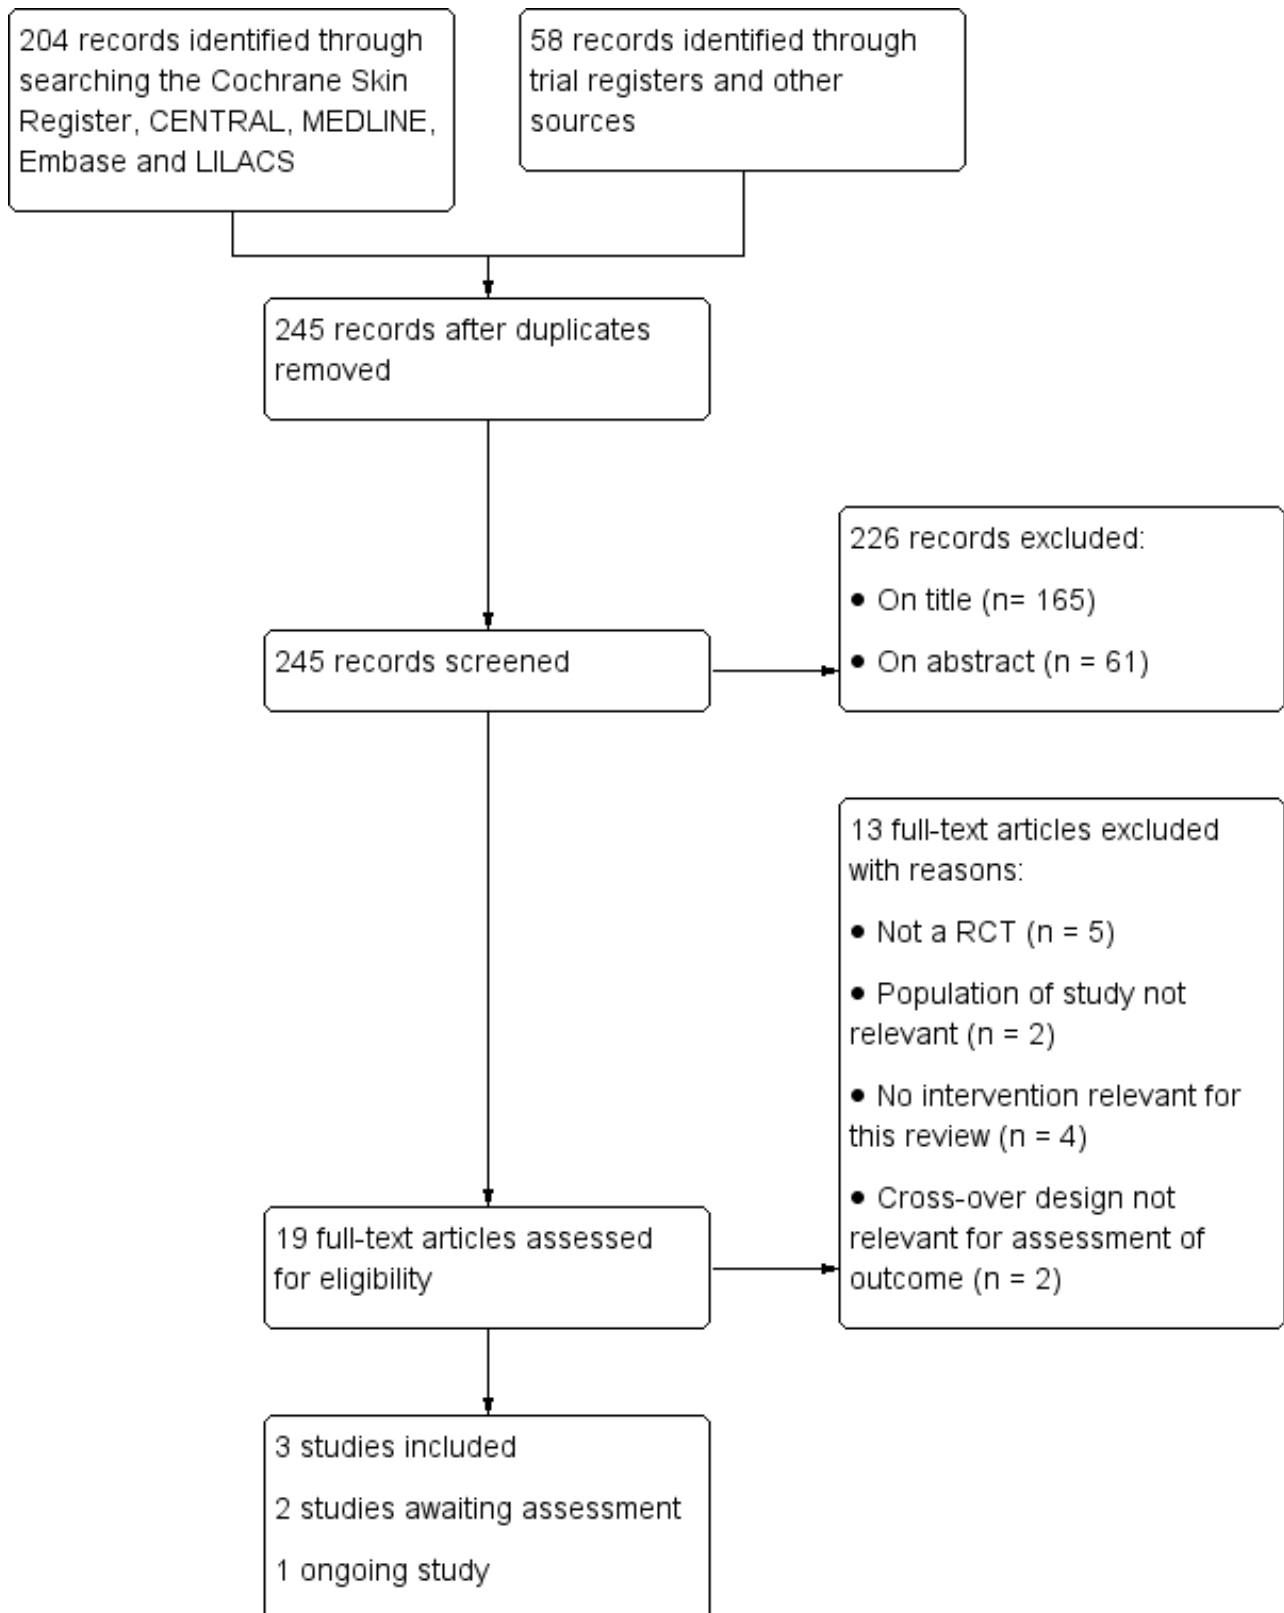 204 records identified through
searching the Cochrane Skin
Register, CENTRAL, MEDLINE,
Embase and LILACS
58 records identified through
trial registers and other
sources
245 records after duplicates
removed
226 records excluded:
● On title (n= 165)
● On abstract (n = 61)
245 records screened
13 full-text articles excluded
with reasons:
● Not a RCT (n = 5)
● Population of study not
relevant (n = 2)
● No intervention relevant for
this review (n = 4)
● Cross-over design not
relevant for assessment of
outcome (n = 2)
19 full-text articles assessed
for eligibility
3 studies included
2 studies awaiting assessment
1 ongoing study